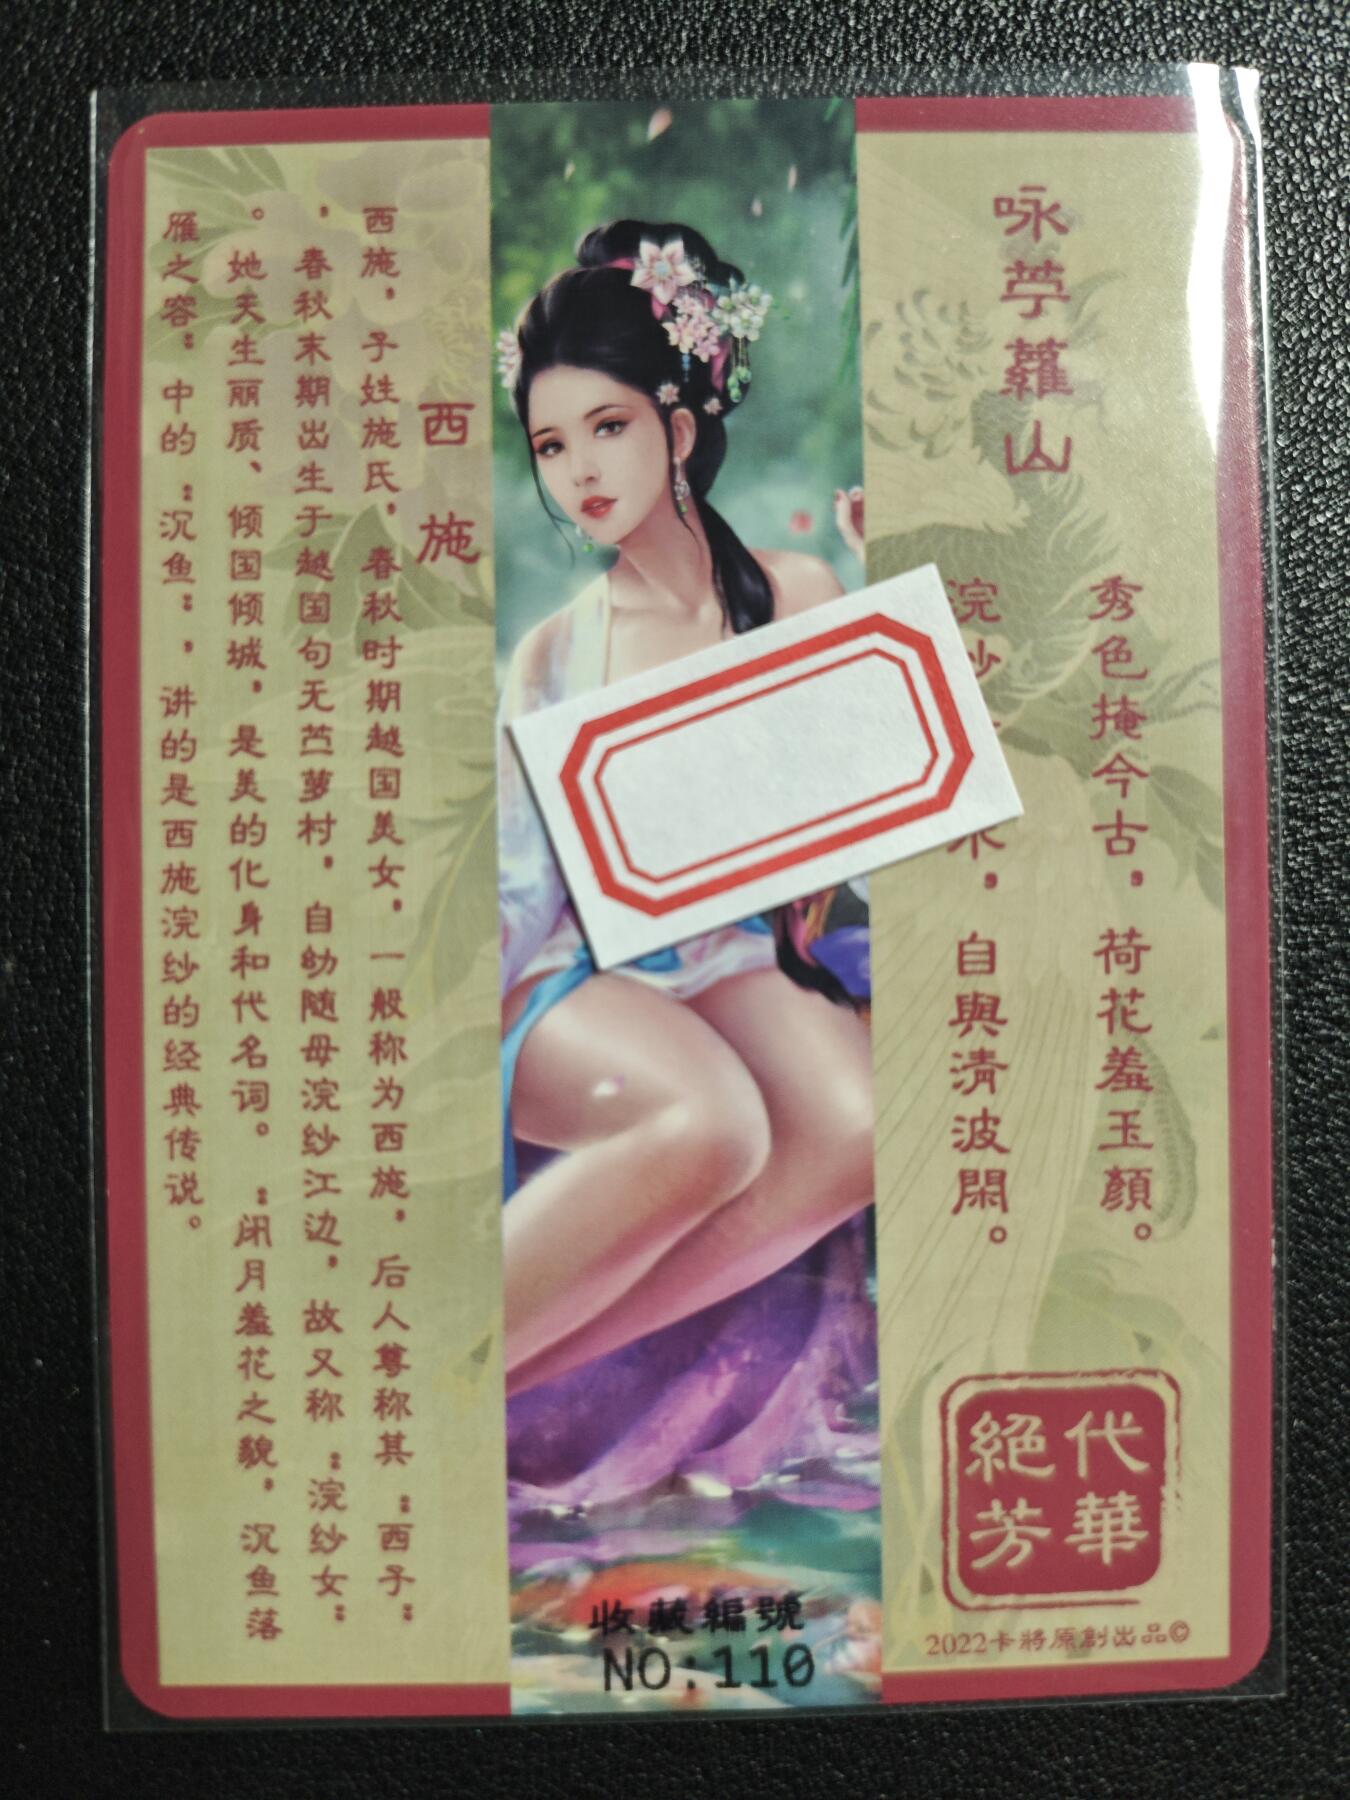 咏苧蘿山
秀色掩今古，荷花羞玉顏。
浣紗
水，自與清波閑。
代華
絕芳
2022卡將原創出品©
西施
西施，子姓施氏，春秋时期越国美女，一般称为西施，后人尊称其：西子：
，春秋末期出生于越国句无苎萝村，自幼随母浣纱江边，故又称：浣纱女：
。她天生丽质、倾国倾城，是美的化身和代名词。：闭月羞花之貌，沉鱼落
雁之容：中的：沉鱼：，讲的是西施浣纱的经典传说。
收藏編號
NO:110